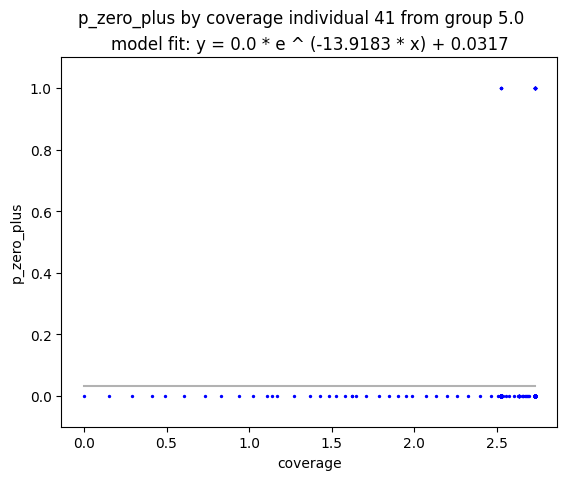 p_zero_plus by coverage individual 41 from group 5.0
model fit: y = 0.0 * e ^ (-13.9183 * x) + 0.0317
1.0
0.8
0.6
0.4
0.2
0.0
p_zero_plus
0.0 0.5 1.0 1.5 2.0 2.5
coverage